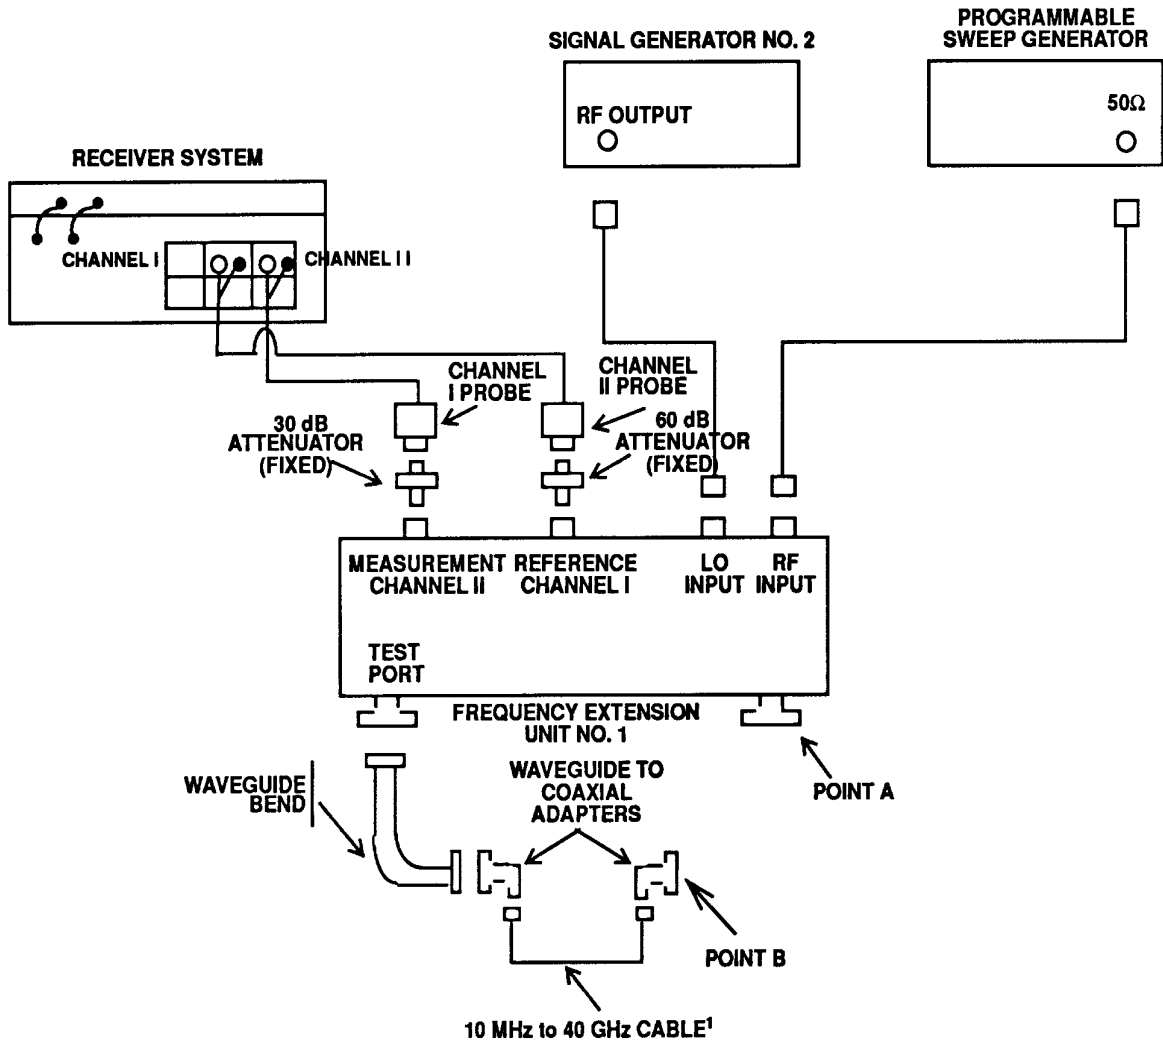 PROGRAMMABLE
SWEEP GENERATOR
SIGNAL GENERATOR NO. 2
RF OUTPUT
50Ω
RECEIVER SYSTEM
CHANNEL I
CHANNEL I I
CHANNEL
I PROBE
CHANNEL
II PROBE
30 dB
ATTENUATOR
(FIXED)
60 dB
ATTENUATOR
(FIXED)
MEASUREMENT
CHANNEL II
REFERENCE
CHANNEL I
LO
INPUT
RF
INPUT
TEST
PORT
FREQUENCY EXTENSION
UNIT NO. 1
WAVEGUIDE
BEND
WAVEGUIDE TO
COAXIAL
ADAPTERS
POINT A
POINT B
10 MHz to 40 GHz CABLE¹